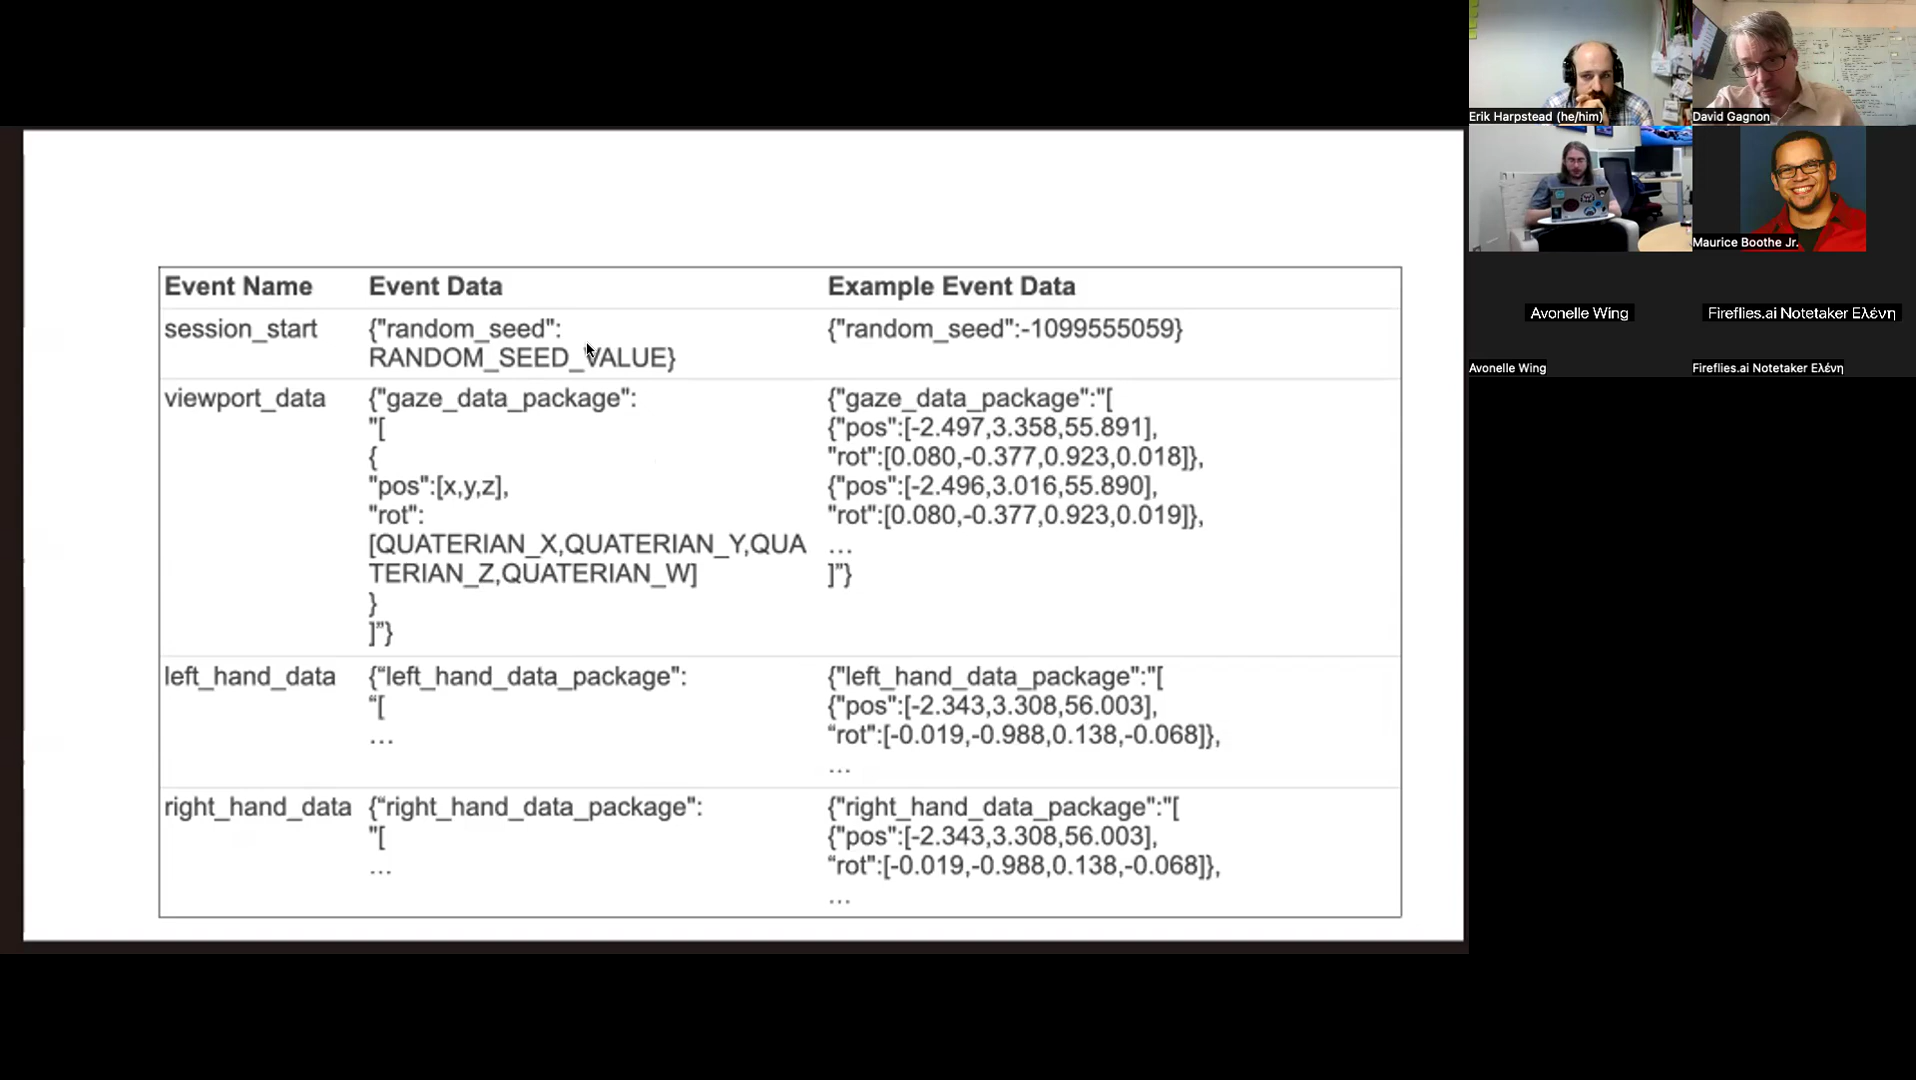 Event Name Event Data Example Event Data
session_start {"random_seed": {"random_seed":-1099555059}
RANDOM_SEED_VALUE}
viewport_data {"gaze_data_package": {"gaze_data_package":"[
"[ {"pos":[-2.497,3.358,55.891],
{ "rot":[0.080,-0.377,0.923,0.018]},
"pos":[x,y,z], {"pos":[-2.496,3.016,55.890],
"rot": "rot":[0.080,-0.377,0.923,0.019]},
[QUATERIAN_X,QUATERIAN_Y,QUA …
TERIAN_Z,QUATERIAN_W] ]”}
}
]”}
left_hand_data {“left_hand_data_package": {"left_hand_data_package":"[
“[ {"pos":[-2.343,3.308,56.003],
… “rot":[-0.019,-0.988,0.138,-0.068]},
…
right_hand_data {“right_hand_data_package": {"right_hand_data_package":"[
"[ {"pos":[-2.343,3.308,56.003],
… “rot":[-0.019,-0.988,0.138,-0.068]},
…
Erik Harpstead (he/him)
David Gagnon
Maurice Boothe Jr.
Avonelle Wing
Fireflies.ai Notetaker Ελένη
Avonelle Wing
Fireflies.ai Notetaker Ελένη